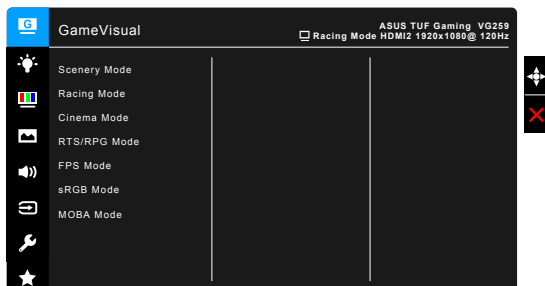 G
GameVisual
ASUS TUF Gaming VG259
Racing Mode HDMI2 1920x1080@ 120Hz
Scenery Mode
Racing Mode
Cinema Mode
RTS/RPG Mode
FPS Mode
sRGB Mode
MOBA Mode